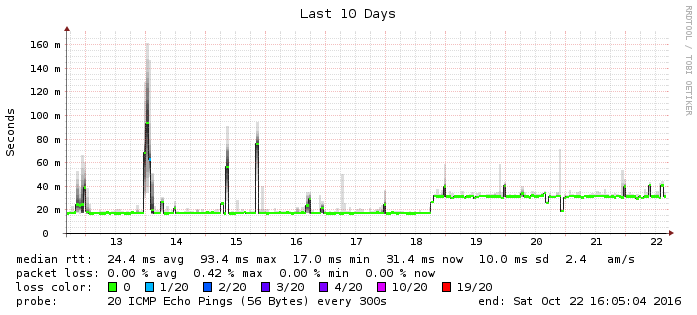 Last 10 Days
RRDTOOL / TOBI OETIKER
Seconds
160 m
140 m
120 m
100 m
80 m
60 m
40 m
20 m
0
13 14 15 16 17 18 19 20 21 22
median rtt: 24.4 ms avg 93.4 ms max 17.0 ms min 31.4 ms now 10.0 ms sd 2.4 am/s
packet loss: 0.00 % avg 0.42 % max 0.00 % min 0.00 % now
loss color: 0 1/20 2/20 3/20 4/20 10/20 19/20
probe: 20 ICMP Echo Pings (56 Bytes) every 300s end: Sat Oct 22 16:05:04 2016